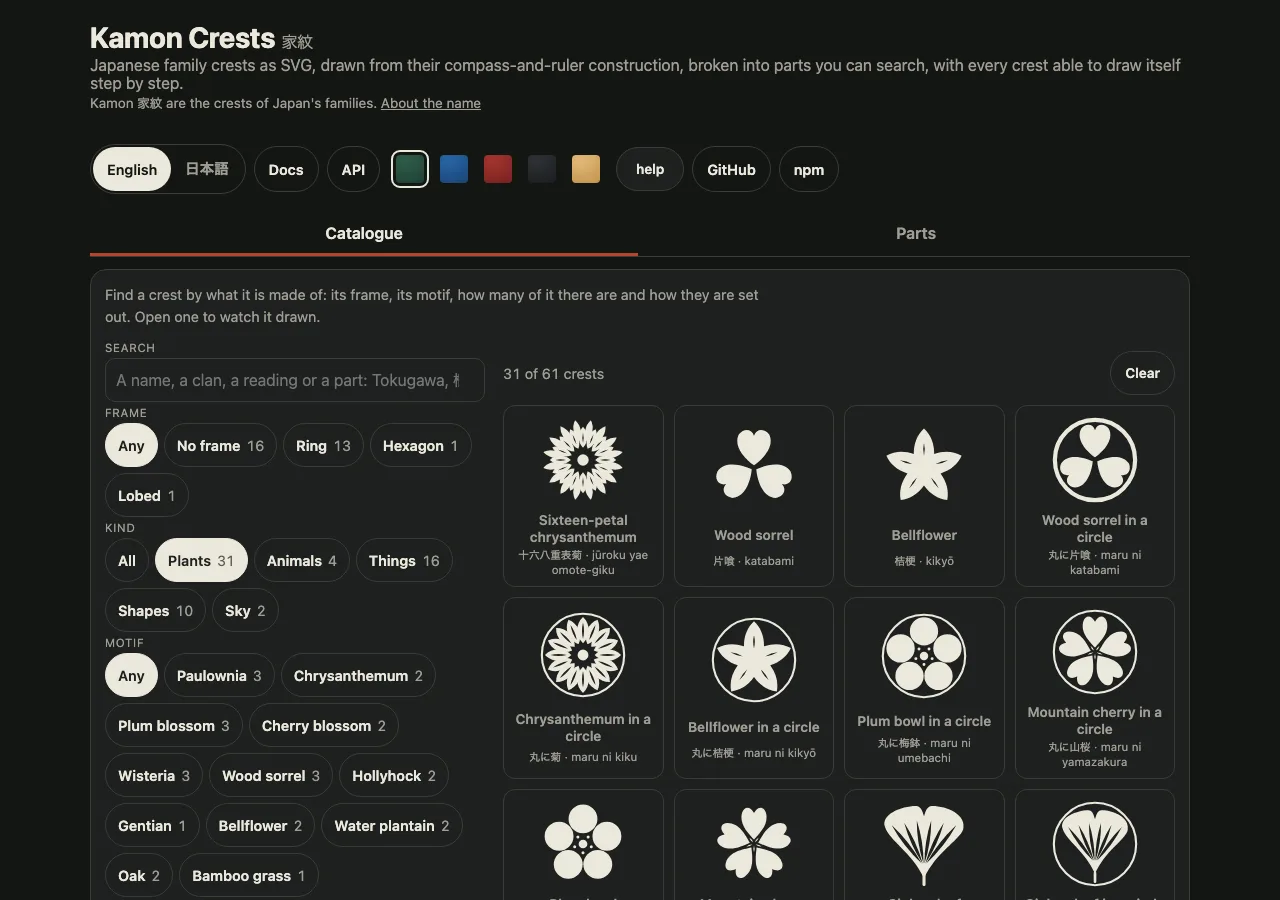 Kamon Crests 家紋
Japanese family crests as SVG, drawn from their compass-and-ruler construction, broken into parts you can search, with every crest able to draw itself
step by step.
Kamon 家紋 are the crests of Japan's families. About the name
English 日本語 Docs API help GitHub npm
Catalogue Parts
Find a crest by what it is made of: its frame, its motif, how many of it there are and how they are set
out. Open one to watch it drawn.
SEARCH
A name, a clan, a reading or a part: Tokugawa,
31 of 61 crests
Clear
FRAME
Any No frame 16 Ring 13 Hexagon 1
Lobed 1
KIND
All Plants 31 Animals 4 Things 16
Shapes 10 Sky 2
MOTIF
Any Paulownia 3 Chrysanthemum 2
Plum blossom 3 Cherry blossom 2
Wisteria 3 Wood sorrel 3 Hollyhock 2
Gentian 1 Bellflower 2 Water plantain 2
Oak 2 Bamboo grass 1
Sixteen-petal
chrysanthemum
十六八重表菊 · jūroku yae
omote-giku
Wood sorrel
片喰 · katabami
Bellflower
桔梗 · kikyō
Wood sorrel in a
circle
丸に片喰 · maru ni
katabami
Chrysanthemum in a
circle
丸に菊 · maru ni kiku
Bellflower in a circle
丸に桔梗 · maru ni kikyō
Plum bowl in a circle
丸に梅鉢 · maru ni
umebachi
Mountain cherry in a
circle
丸に山桜 · maru ni
yamazakura